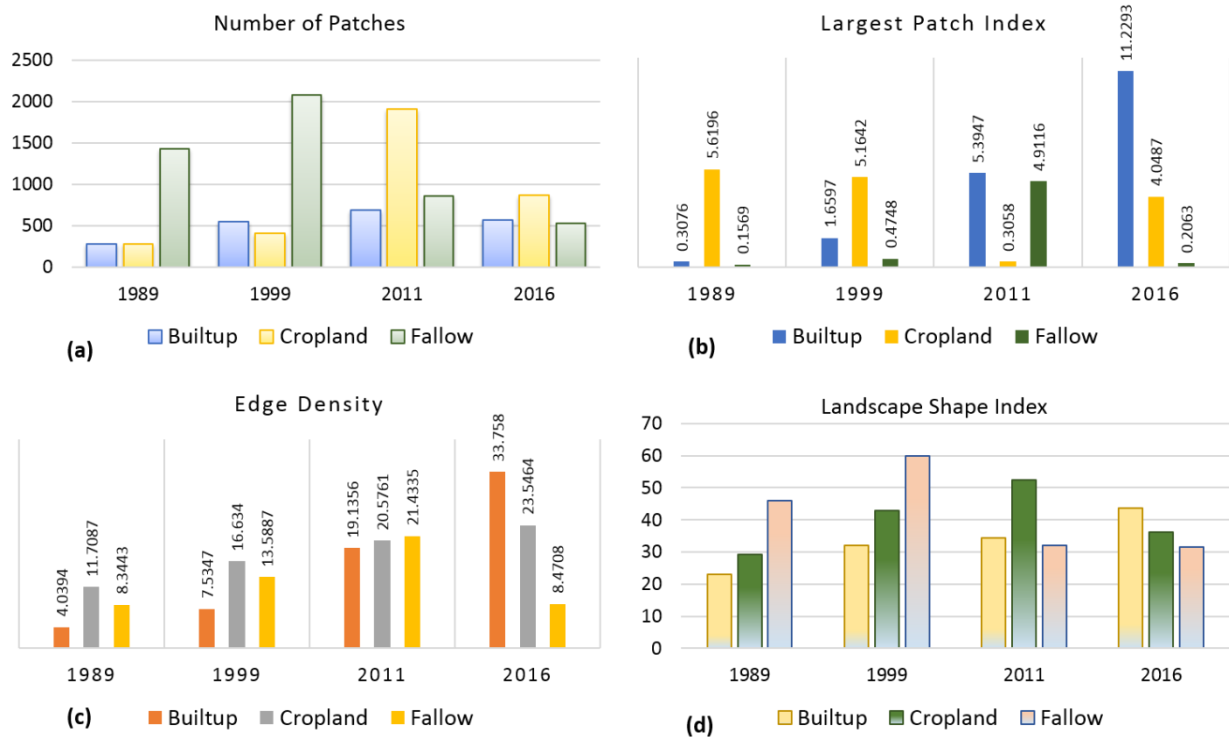 Number of Patches
2500
2000
1500
1000
500
0
1989 1999 2011 2016
Builtup Cropland Fallow
(a)
Largest Patch Index
0.3076
5.6196
0.1569
1.6597
5.1642
0.4748
5.3947
0.3058
4.9116
11.2293
4.0487
0.2063
1989 1999 2011 2016
Builtup Cropland Fallow
(b)
Edge Density
4.0394
11.7087
8.3443
7.5347
16.634
13.5887
19.1356
20.5761
21.4335
33.758
23.5464
8.4708
1989 1999 2011 2016
(c) Builtup Cropland Fallow
Landscape Shape Index
70
60
50
40
30
20
10
0
1989 1999 2011 2016
(d) Builtup Cropland Fallow